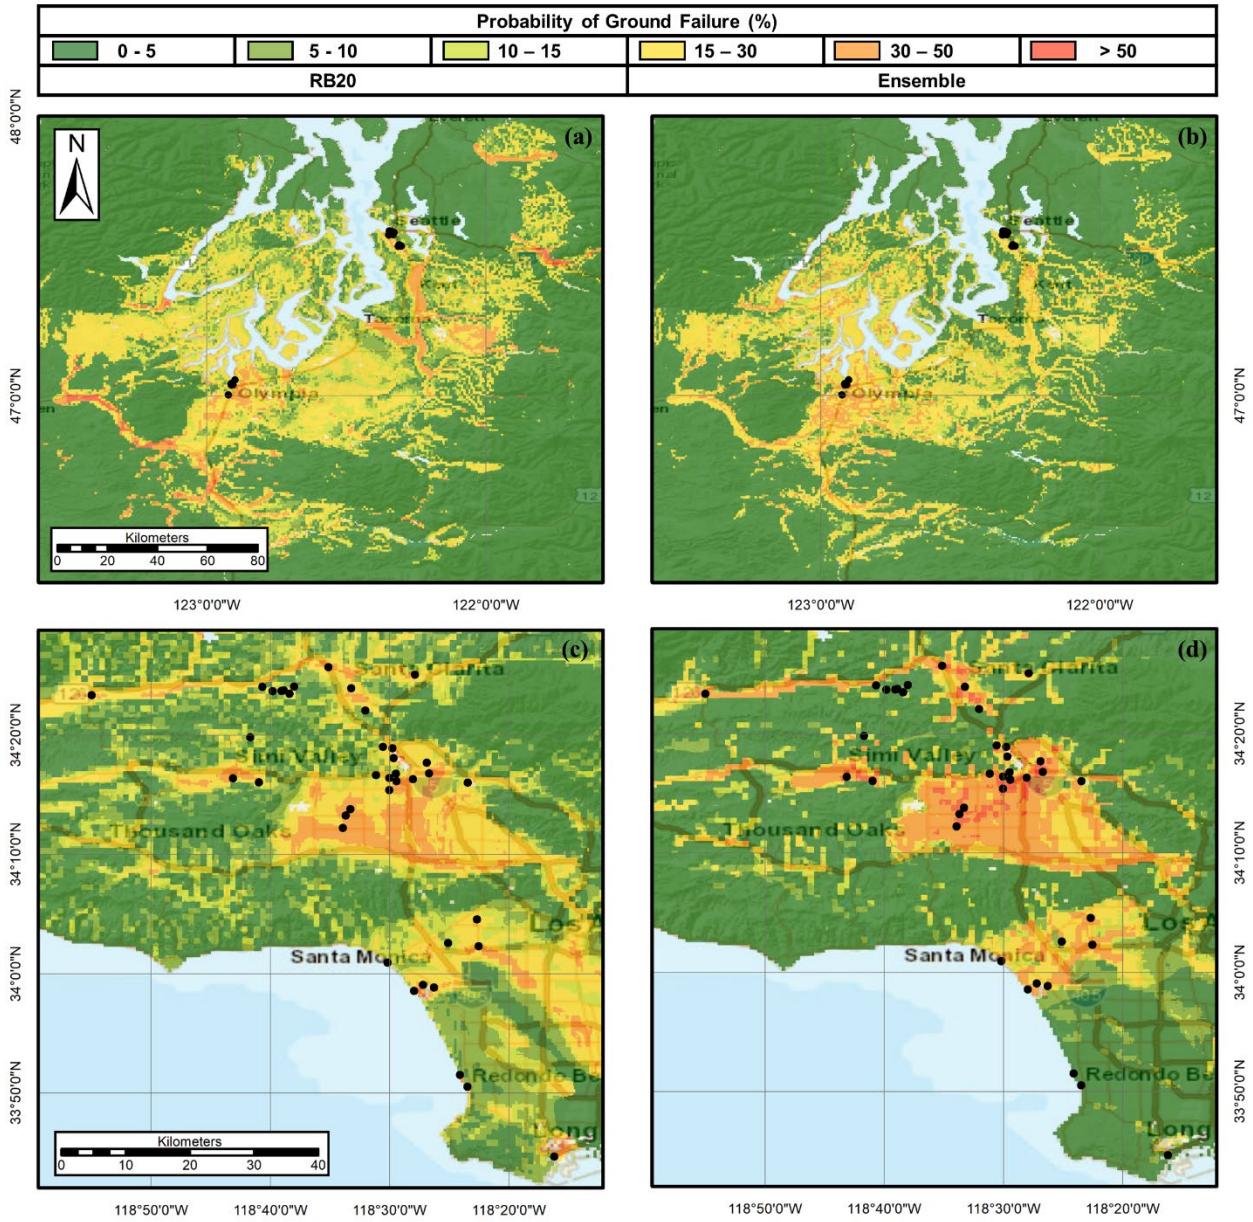 Probability of Ground Failure (%)
0 - 5 5 - 10 10 – 15 15 – 30 30 – 50 > 50
RB20 Ensemble
48°0'0"N
(a)
N
Seattle
Kent
Tacoma
47°0'0"N
Olympia
12
Kilometers
0 20 40 60 80
123°0'0"W 122°0'0"W
(b)
Seattle
Kent
Tacoma
47°0'0"N
Olympia
12
123°0'0"W 122°0'0"W
(c)
Santa Clarita
34°20'0"N
Simi Valley
Thousand Oaks
34°10'0"N
Los A
Santa Monica
34°0'0"N
Redondo Be
33°50'0"N
Long
Kilometers
0 10 20 30 40
118°50'0"W 118°40'0"W 118°30'0"W 118°20'0"W
(d)
Santa Clarita
34°20'0"N
Simi Valley
Thousand Oaks
34°10'0"N
Los A
Santa Monica
34°0'0"N
Redondo Be
33°50'0"N
Long
118°50'0"W 118°40'0"W 118°30'0"W 118°20'0"W